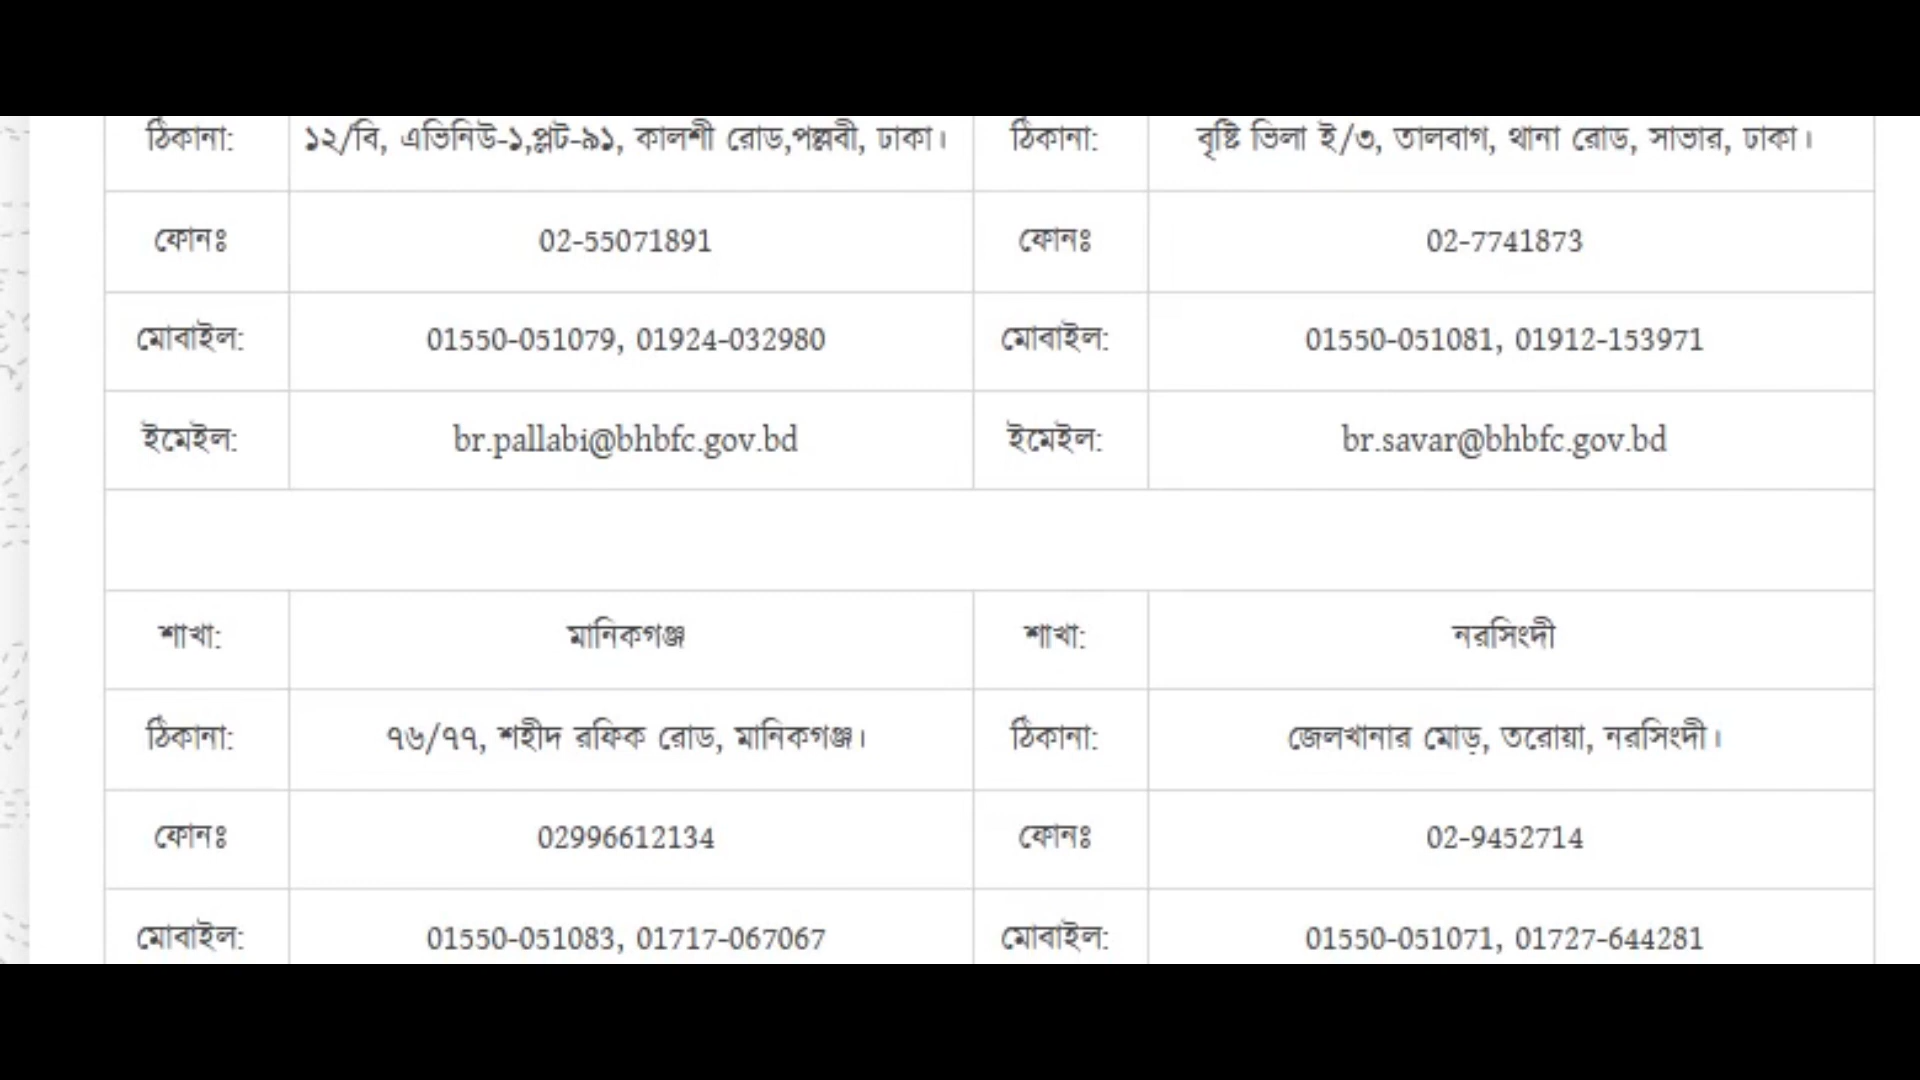 ঠিকানা: ১২/বি, এভিনিউ-১,প্লট-৯১, কালশী রোড,পল্লবী, ঢাকা। ঠিকানা: বৃষ্টি ভিলা ই/৩, তালবাগ, থানা রোড, সাভার, ঢাকা।
ফোনঃ 02-55071891 ফোনঃ 02-7741873
মোবাইল: 01550-051079, 01924-032980 মোবাইল: 01550-051081, 01912-153971
ইমেইল: br.pallabi@bhbfc.gov.bd ইমেইল: br.savar@bhbfc.gov.bd
শাখা: মানিকগঞ্জ শাখা: নরসিংদী
ঠিকানা: ৭৬/৭৭, শহীদ রফিক রোড, মানিকগঞ্জ। ঠিকানা: জেলখানার মোড়, তরোয়া, নরসিংদী।
ফোনঃ 02996612134 ফোনঃ 02-9452714
মোবাইল: 01550-051083, 01717-067067 মোবাইল: 01550-051071, 01727-644281